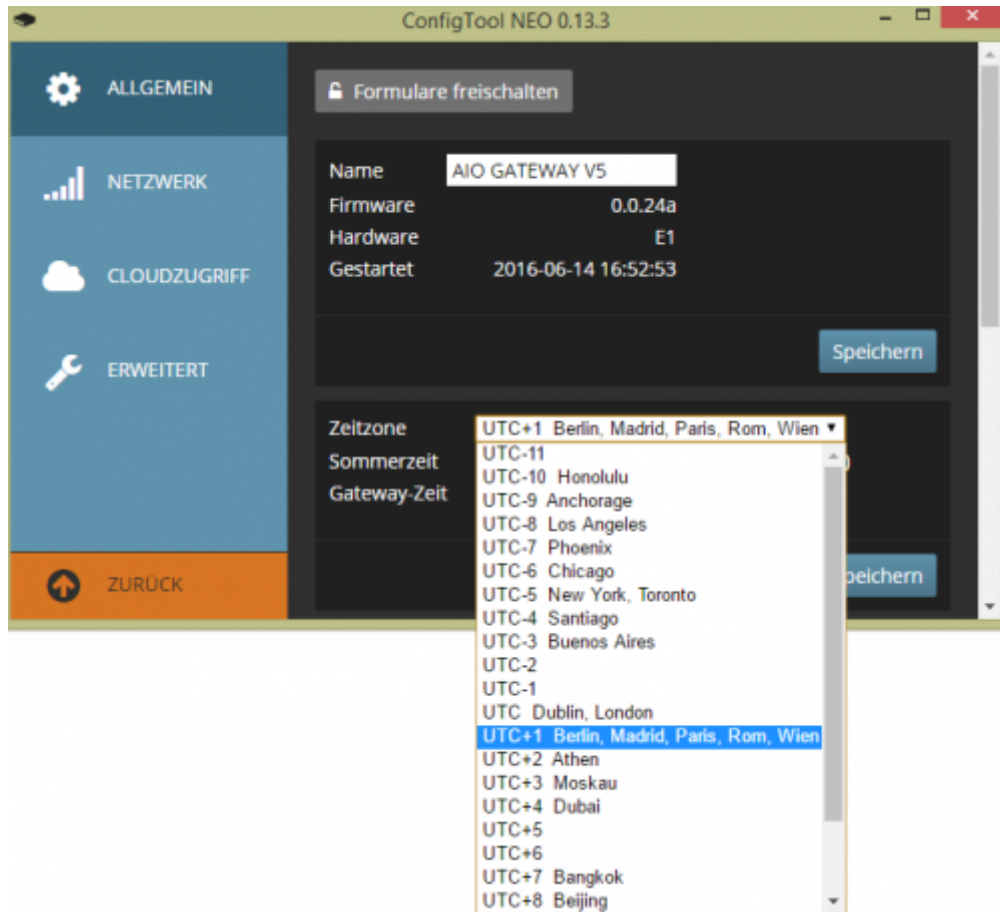 ConfigTool NEO 0.13.3
ALLGEMEIN
NETZWERK
CLOUDZUGRIFF
ERWEITERT
ZURÜCK
Formulare freischalten
Name AIO GATEWAY V5
Firmware 0.0.24a
Hardware E1
Gestartet 2016-06-14 16:52:53
Speichern
Zeitzone UTC+1 Berlin, Madrid, Paris, Rom, Wien
Sommerzeit
Gateway-Zeit
peichern
UTC-11
UTC-10 Honolulu
UTC-9 Anchorage
UTC-8 Los Angeles
UTC-7 Phoenix
UTC-6 Chicago
UTC-5 New York, Toronto
UTC-4 Santiago
UTC-3 Buenos Aires
UTC-2
UTC-1
UTC Dublin, London
UTC+1 Berlin, Madrid, Paris, Rom, Wien
UTC+2 Athen
UTC+3 Moskau
UTC+4 Dubai
UTC+5
UTC+6
UTC+7 Bangkok
UTC+8 Beijing